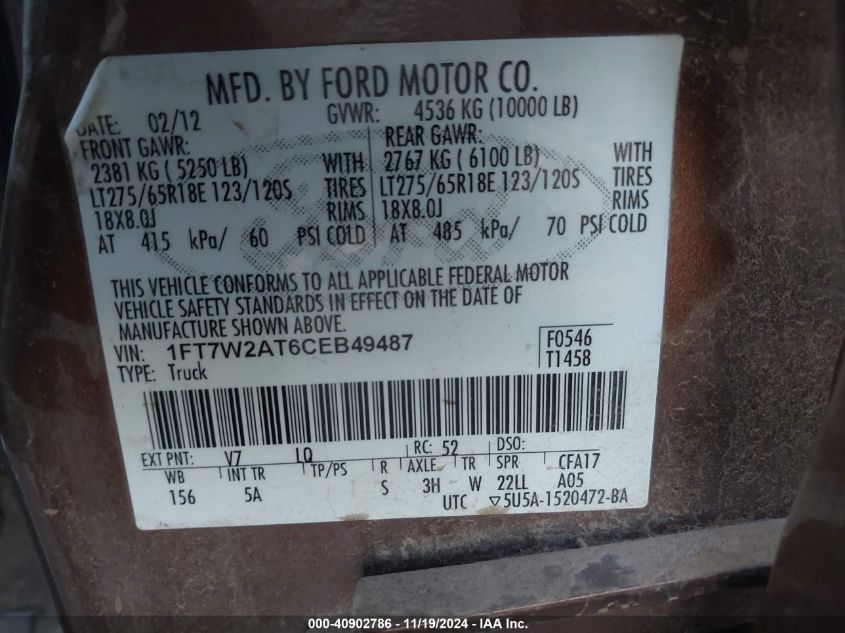 MFD. BY FORD MOTOR CO.
DATE: 02/12 GVWR: 4536 KG (10000 LB)
FRONT GAWR: REAR GAWR:
2381 KG (5250 LB) WITH 2767 KG (6100 LB) WITH
LT275/65R18E 123/120S TIRES LT275/65R18E 123/120S TIRES
18X8.0J RIMS 18X8.0J RIMS
AT 415 kPa/ 60 PSI COLD AT 485 kPa/ 70 PSI COLD
THIS VEHICLE CONFORMS TO ALL APPLICABLE FEDERAL MOTOR
VEHICLE SAFETY STANDARDS IN EFFECT ON THE DATE OF
MANUFACTURE SHOWN ABOVE.
VIN: 1FT7W2AT6CEB49487 F0546
TYPE: Truck T1458
EXT PNT: V7 LQ RC: 52 DSO:
WB INT TR TP/PS R AXLE TR SPR CFA17
156 5A S 3H W 22LL A05
UTC ▽5U5A-1520472-BA
000-40902786 - 11/19/2024 - IAA Inc.